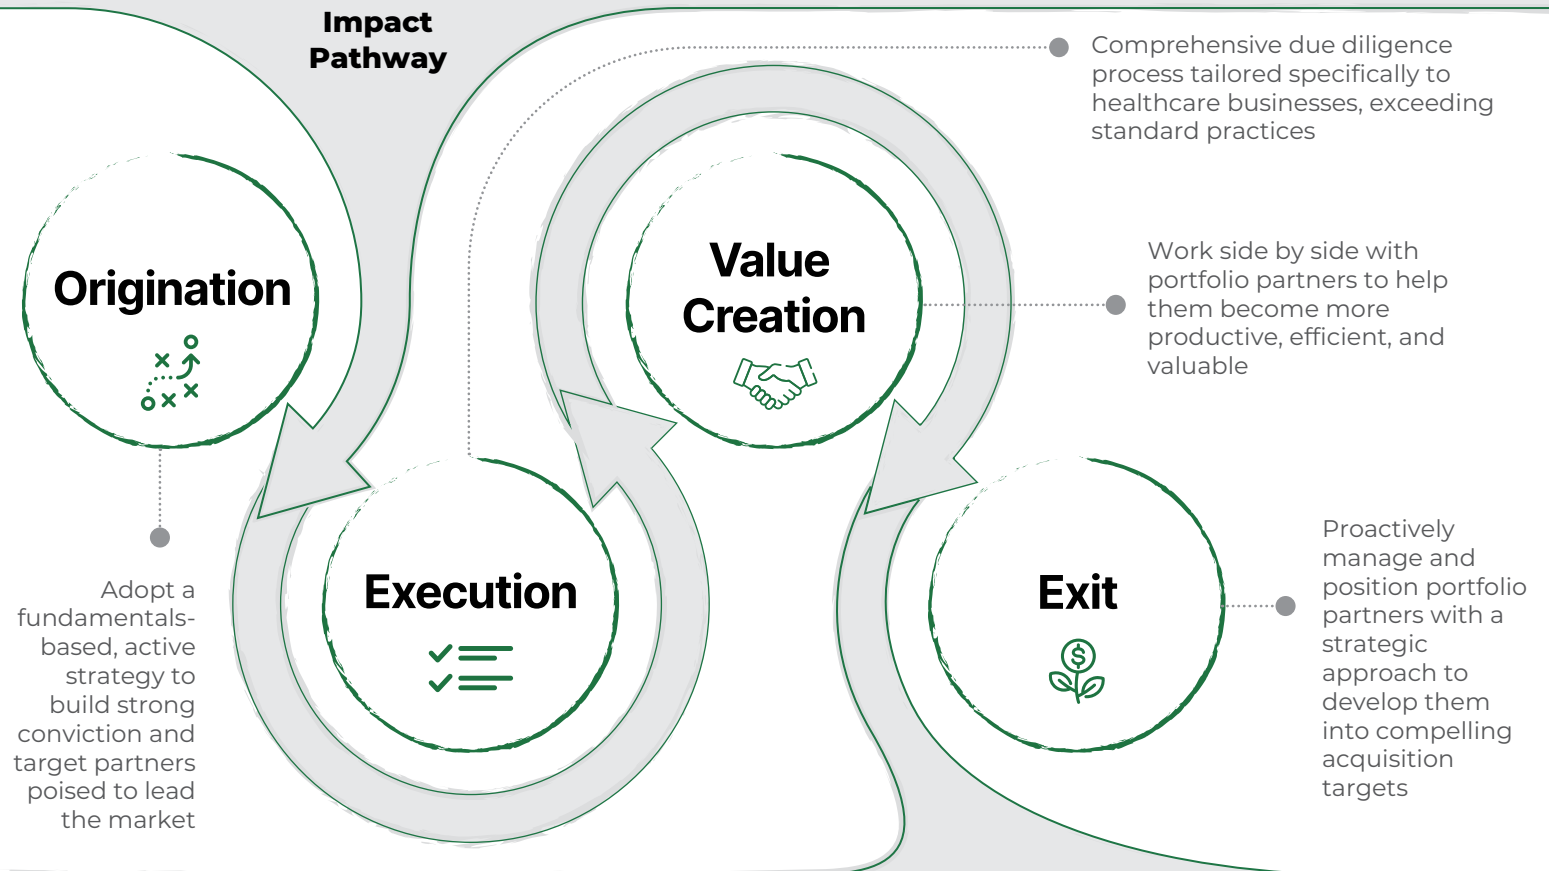 Impact
Pathway
Comprehensive due diligence
process tailored specifically to
healthcare businesses, exceeding
standard practices
Origination
Value
Creation
Work side by side with
portfolio partners to help
them become more
productive, efficient, and
valuable
Adopt a
fundamentals-
based, active
strategy to
build strong
conviction and
target partners
poised to lead
the market
Execution
Exit
$
Proactively
manage and
position portfolio
partners with a
strategic
approach to
develop them
into compelling
acquisition
targets